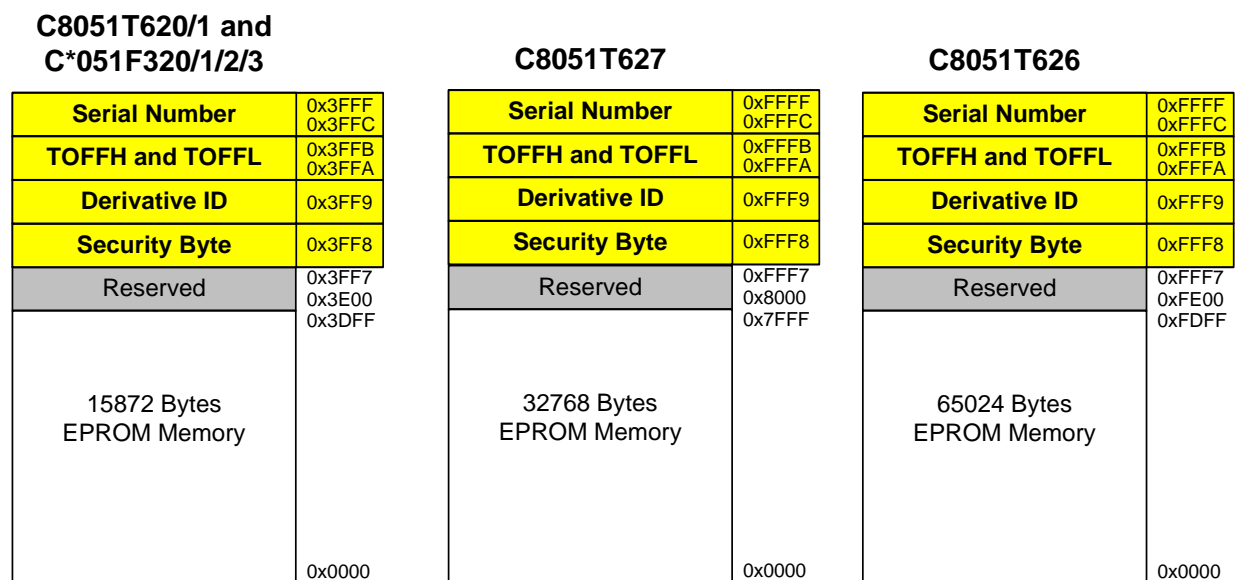 C8051T620/1 and
C*051F320/1/2/3
Serial Number
0x3FFF
0x3FFC
TOFFH and TOFFL
0x3FFB
0x3FFA
Derivative ID
0x3FF9
Security Byte
0x3FF8
Reserved
0x3FF7
0x3E00
0x3DFF
15872 Bytes
EPROM Memory
0x0000
C8051T627
Serial Number
0xFFFF
0xFFFC
TOFFH and TOFFL
0xFFFB
0xFFFA
Derivative ID
0xFFF9
Security Byte
0xFFF8
Reserved
0xFFF7
0x8000
0x7FFF
32768 Bytes
EPROM Memory
0x0000
C8051T626
Serial Number
0xFFFF
0xFFFC
TOFFH and TOFFL
0xFFFB
0xFFFA
Derivative ID
0xFFF9
Security Byte
0xFFF8
Reserved
0xFFF7
0xFE00
0xFDFF
65024 Bytes
EPROM Memory
0x0000